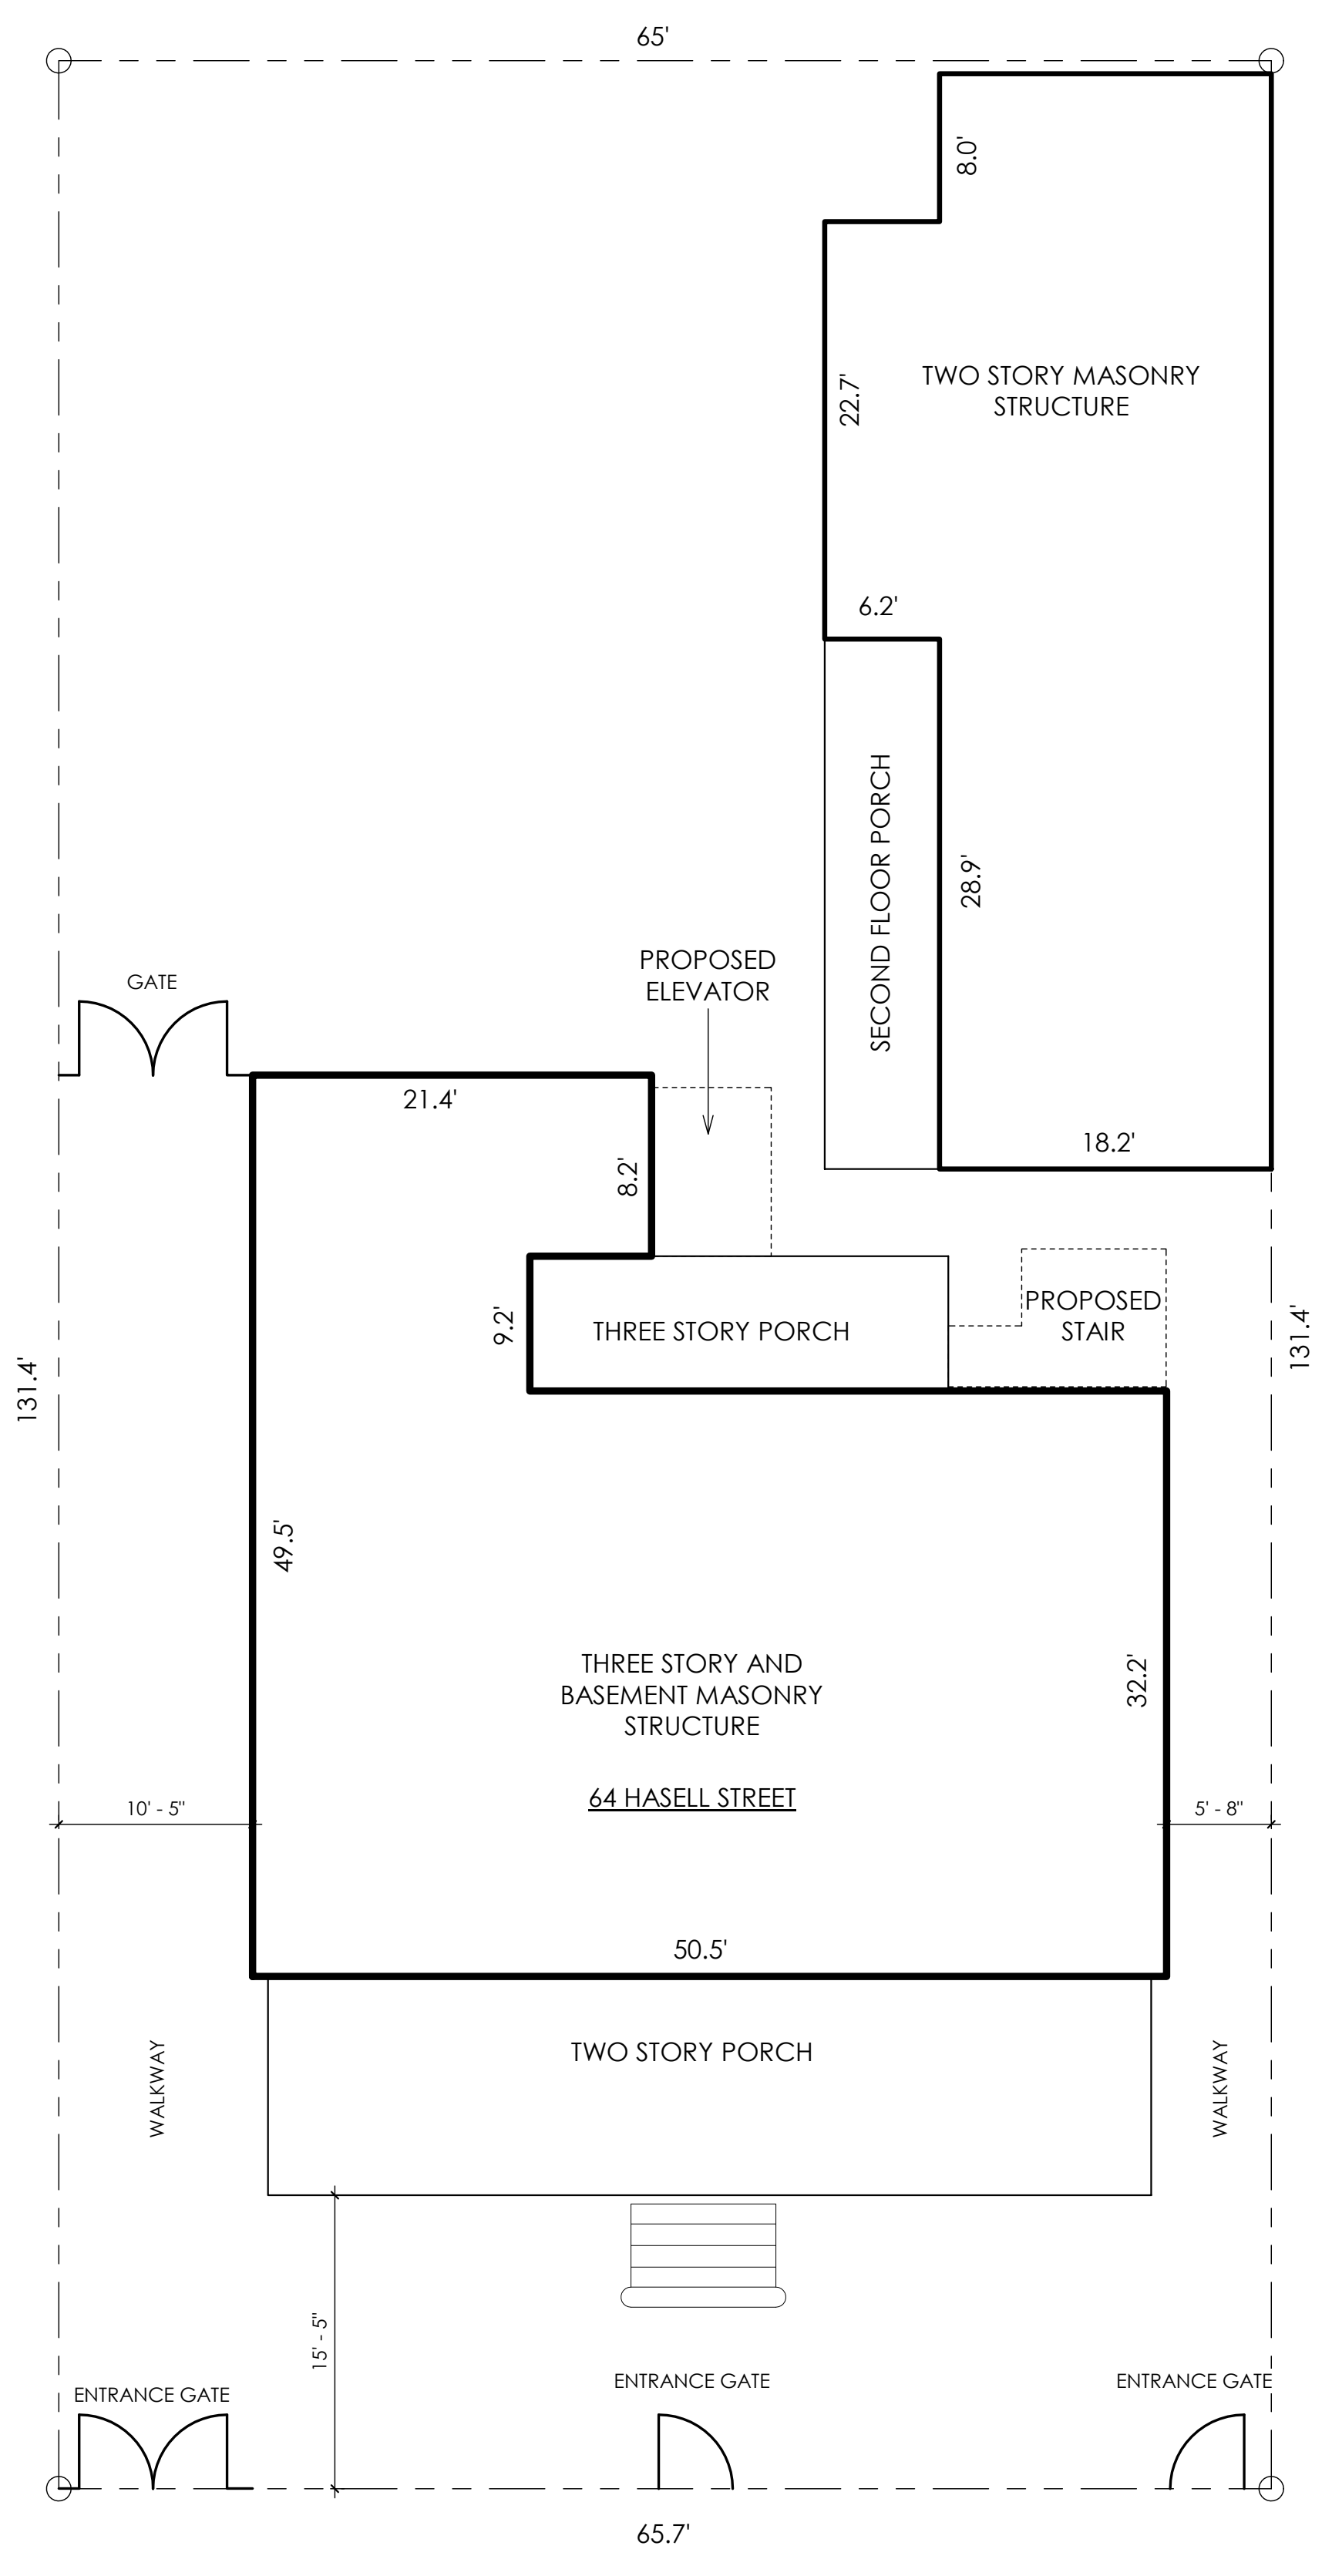 65'
8.0'
TWO STORY MASONRY
STRUCTURE
22.7'
6.2'
SECOND FLOOR PORCH
28.9'
PROPOSED
ELEVATOR
GATE
21.4'
18.2'
8.2'
PROPOSED
STAIR
9.2'
THREE STORY PORCH
131.4'
131.4'
49.5'
THREE STORY AND
BASEMENT MASONRY
STRUCTURE
32.2'
64 HASELL STREET
10' - 5"
5' - 8"
50.5'
TWO STORY PORCH
WALKWAY
WALKWAY
15' - 5"
ENTRANCE GATE
ENTRANCE GATE
ENTRANCE GATE
65.7'